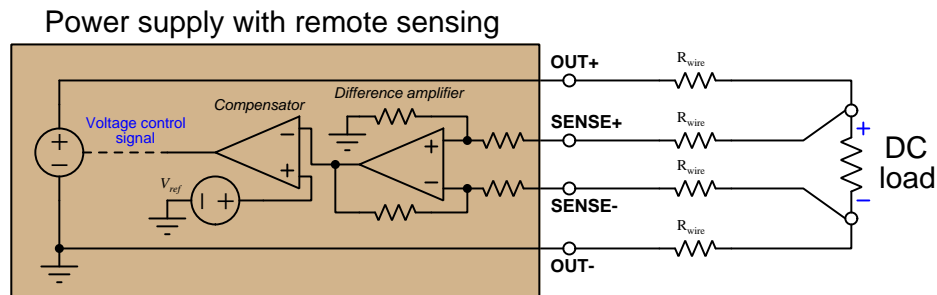 Power supply with remote sensing
OUT+
Rwire
Compensator
Difference amplifier
Voltage control
signal
SENSE+
Rwire
DC
load
Vref
Rwire
SENSE-
Rwire
OUT-